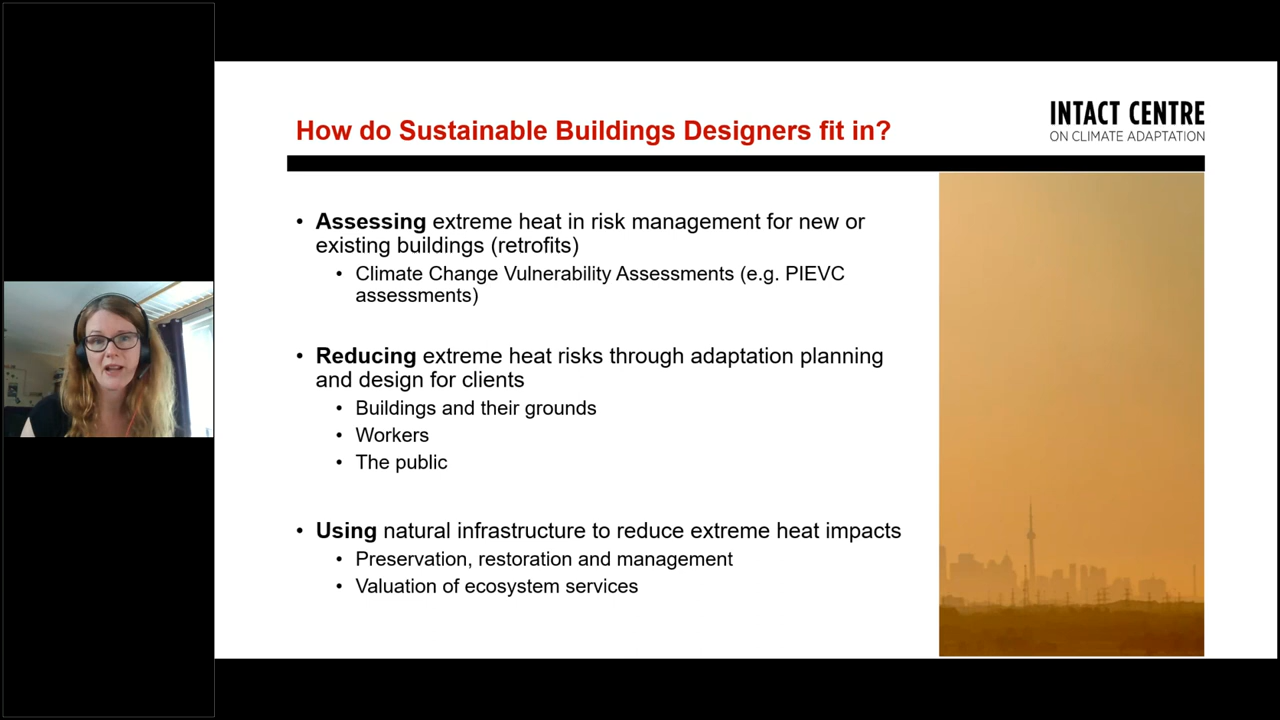 How do Sustainable Buildings Designers fit in?
INTACT CENTRE
ON CLIMATE ADAPTATION
• Assessing extreme heat in risk management for new or
existing buildings (retrofits)
• Climate Change Vulnerability Assessments (e.g. PIEVC
assessments)
• Reducing extreme heat risks through adaptation planning
and design for clients
• Buildings and their grounds
• Workers
• The public
• Using natural infrastructure to reduce extreme heat impacts
• Preservation, restoration and management
• Valuation of ecosystem services